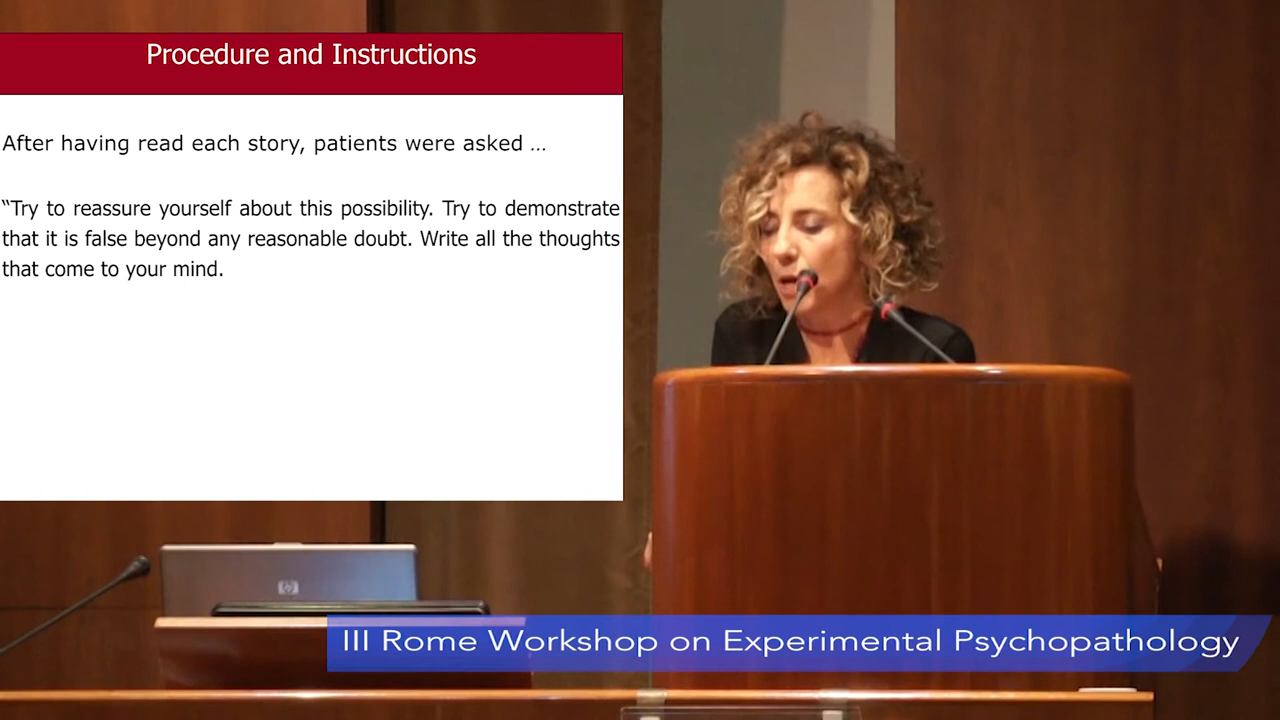 Procedure and Instructions
After having read each story, patients were asked ...
“Try to reassure yourself about this possibility. Try to demonstrate
that it is false beyond any reasonable doubt. Write all the thoughts
that come to your mind.
hp
III Rome Workshop on Experimental Psychopathology